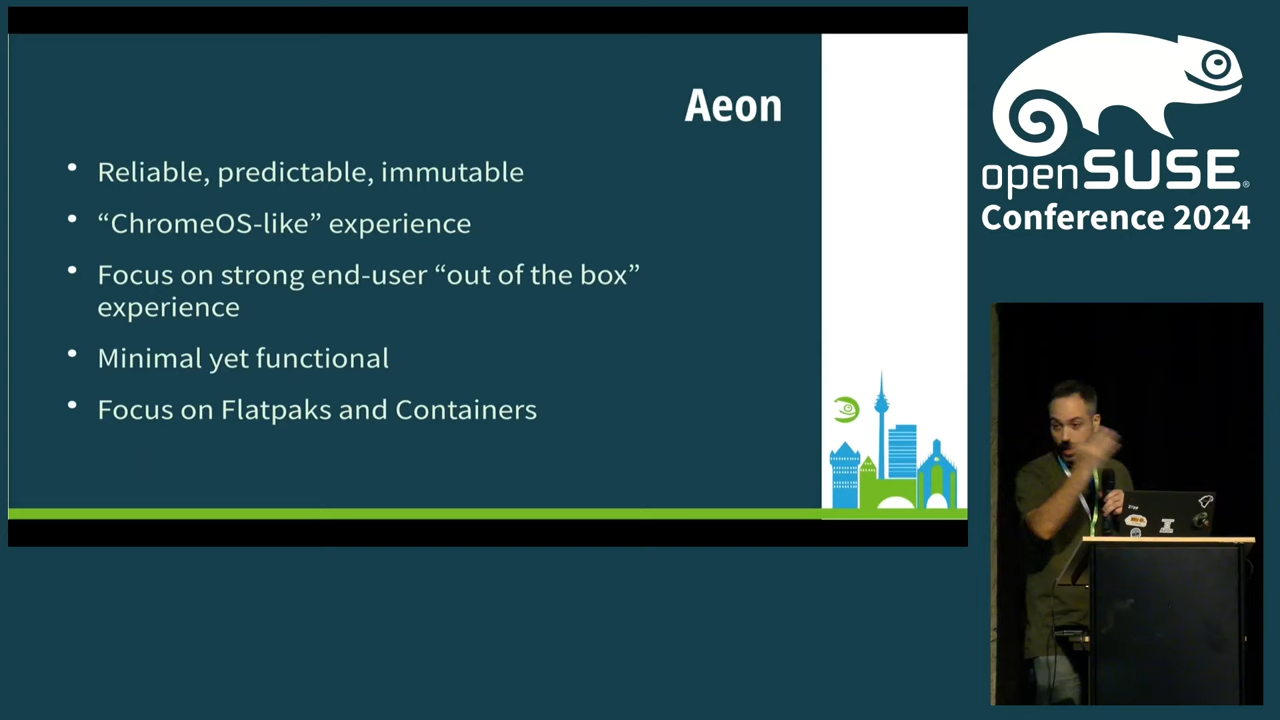 Aeon
• Reliable, predictable, immutable
• “ChromeOS-like” experience
• Focus on strong end-user “out of the box”
experience
• Minimal yet functional
• Focus on Flatpaks and Containers
openSUSE®
Conference 2024